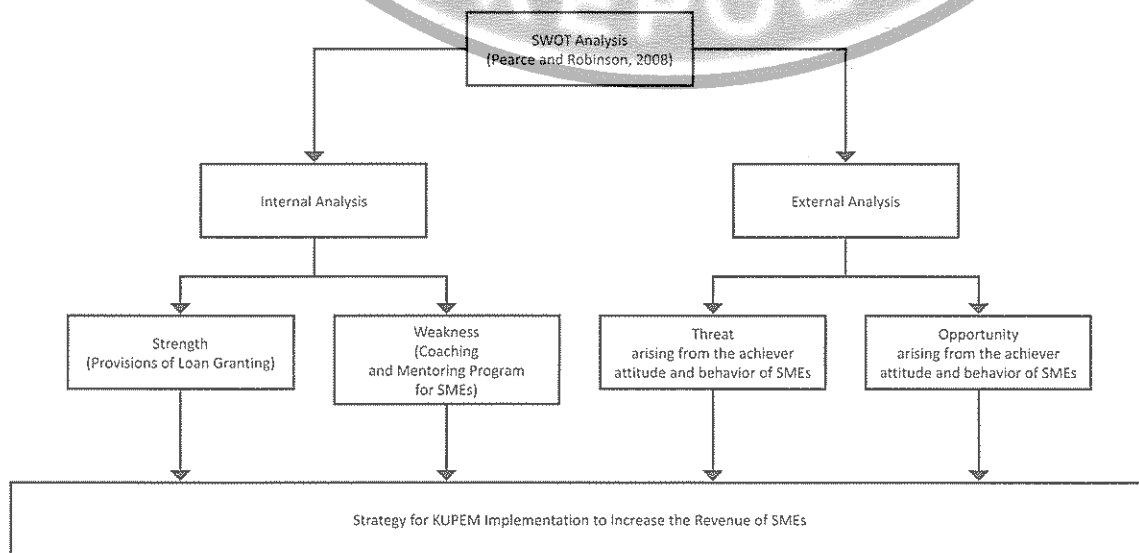 SWOT Analysis
(Pearce and Robinson, 2008)
Internal Analysis
External Analysis
Strength
(Provisions of Loan Granting)
Weakness
(Coaching
and Mentoring Program
for SMEs)
Threat
arising from the achiever
attitude and behavior of SMEs
Opportunity
arising from the achiever
attitude and behavior of SMEs
Strategy for KUPEM Implementation to Increase the Revenue of SMEs